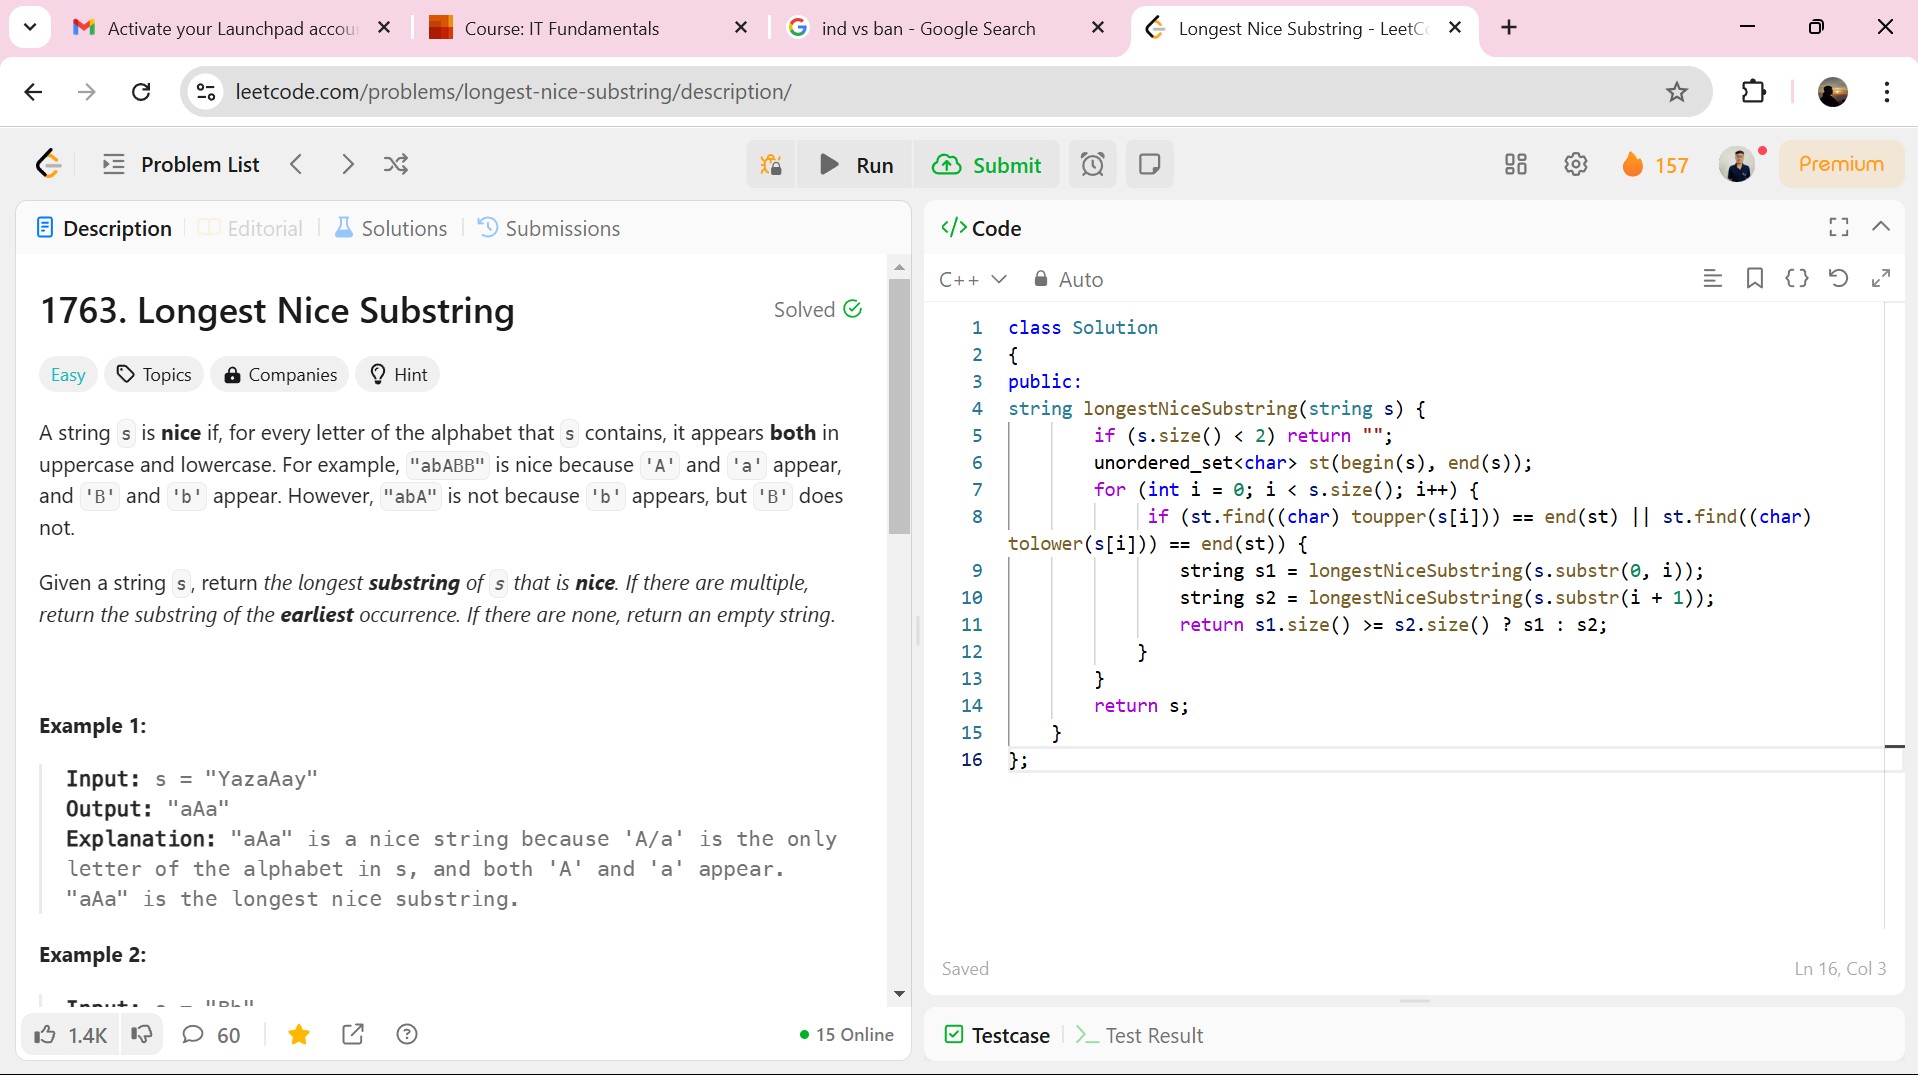 Activate your Launchpad accou
Course: IT Fundamentals
ind vs ban - Google Search
Longest Nice Substring - LeetC
leetcode.com/problems/longest-nice-substring/description/
Problem List
Run
Submit
157
Premium
Description
Editorial
Solutions
Submissions
1763. Longest Nice Substring
Solved
Easy
Topics
Companies
Hint
A string s is nice if, for every letter of the alphabet that s contains, it appears both in
uppercase and lowercase. For example, "abABB" is nice because 'A' and 'a' appear,
and 'B' and 'b' appear. However, "abA" is not because 'b' appears, but 'B' does
not.
Given a string s, return the longest substring of s that is nice. If there are multiple,
return the substring of the earliest occurrence. If there are none, return an empty string.
Example 1:
Input: s = "YazaAay"
Output: "aAa"
Explanation: "aAa" is a nice string because 'A/a' is the only
letter of the alphabet in s, and both 'A' and 'a' appear.
"aAa" is the longest nice substring.
Example 2:
Input: s = "Bb"
1.4K
60
15 Online
</> Code
C++
Auto
1 class Solution
2 {
3 public:
4 string longestNiceSubstring(string s) {
5 if (s.size() < 2) return "";
6 unordered_set<char> st(begin(s), end(s));
7 for (int i = 0; i < s.size(); i++) {
8 if (st.find((char) toupper(s[i])) == end(st) || st.find((char)
tolower(s[i])) == end(st)) {
9 string s1 = longestNiceSubstring(s.substr(0, i));
10 string s2 = longestNiceSubstring(s.substr(i + 1));
11 return s1.size() >= s2.size() ? s1 : s2;
12 }
13 }
14 return s;
15 }
16 };
Saved
Ln 16, Col 3
Testcase
Test Result